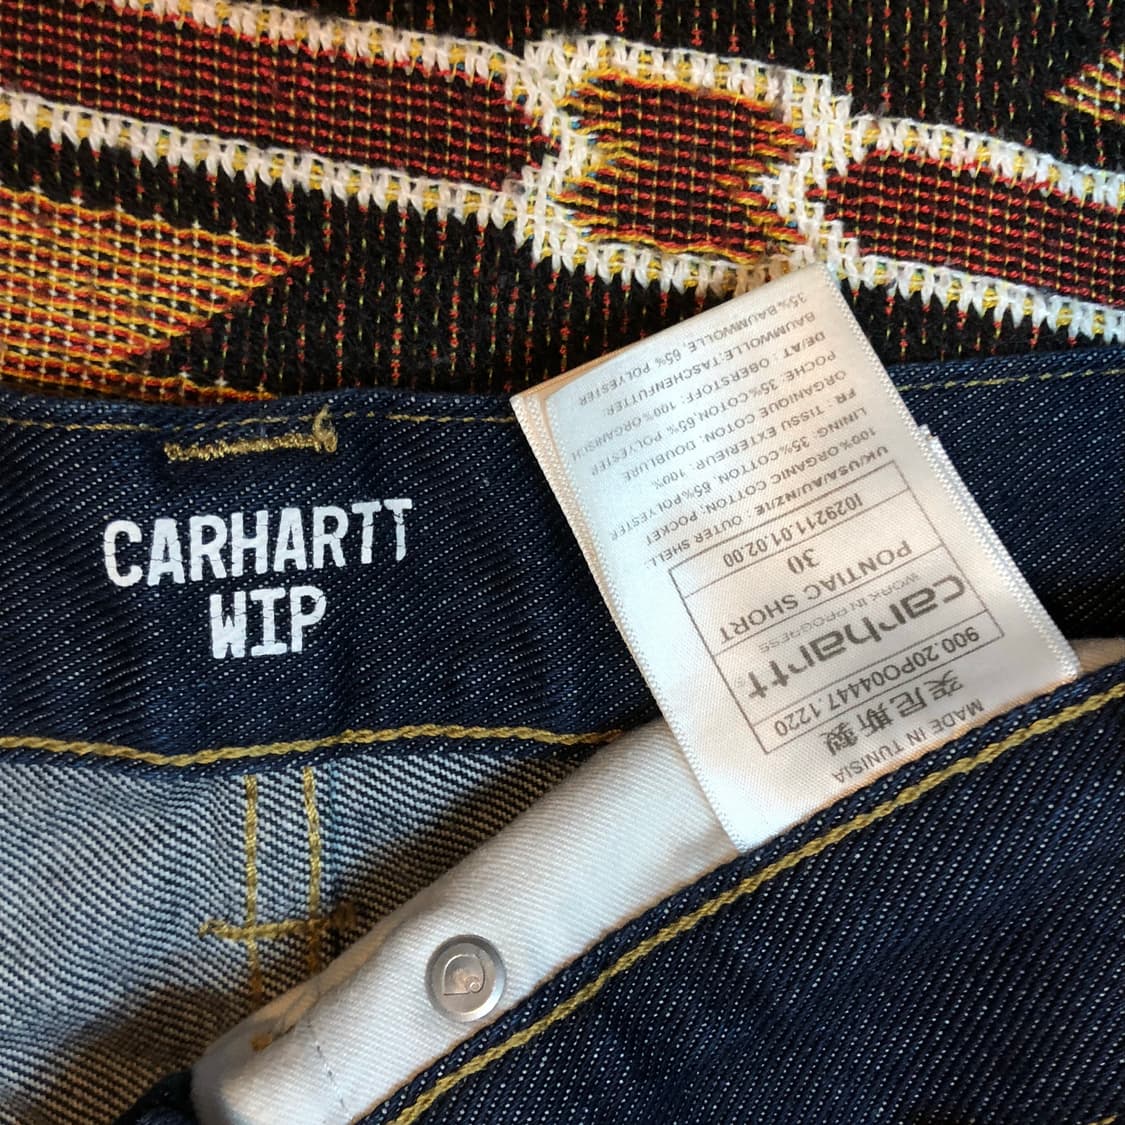 CARHARTT
WIP
MADE IN TUNISIA
突尼斯製
900.20PO04447.1220
carhartt®
WORK IN PROGRESS
PONTIAC SHORT
30
I029211.01.02.00
UK/USA/AU/NZ/IE : OUTER SHELL:
100%ORGANIC COTTON; POCKET
LINING: 35%COTTON, 65%POLYESTER
FR : TISSU EXTERIEUR: 100%
ORGANIQUE COTTON; DOUBLURE
POCHE: 35%COTON,65% POLYESTER
DE/AT : OBERSTOFF: 100%ORGANISCH
BAUMWOLLE;TASCHENFUTTER:
35%BAUMWOLLE, 65% POLYESTER